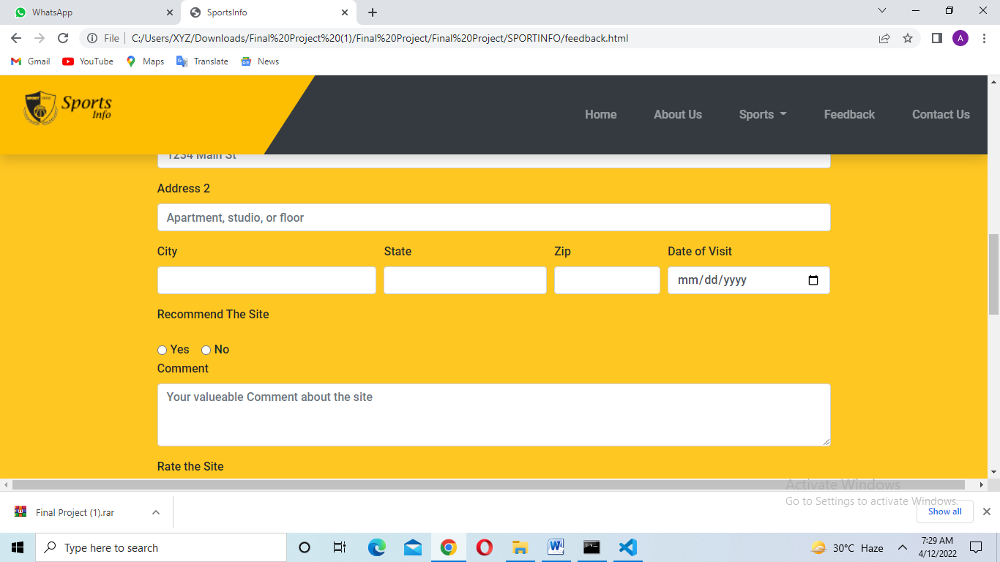 WhatsApp
SportsInfo
File
C:/Users/XYZ/Downloads/Final%20Project%20(1)/Final%20Project/Final%20Project/SPORTINFO/feedback.html
A
Gmail
YouTube
Maps
Translate
News
Sports
Info
Home
About Us
Sports
Feedback
Contact Us
1234 Main St
Address 2
Apartment, studio, or floor
City
State
Zip
Date of Visit
mm/dd/yyyy
Recommend The Site
Yes
No
Comment
Your valueable Comment about the site
Rate the Site
Activate Windows
Go to Settings to activate Windows.
Final Project (1).rar
Show all
Type here to search
30°C Haze
7:29 AM
4/12/2022